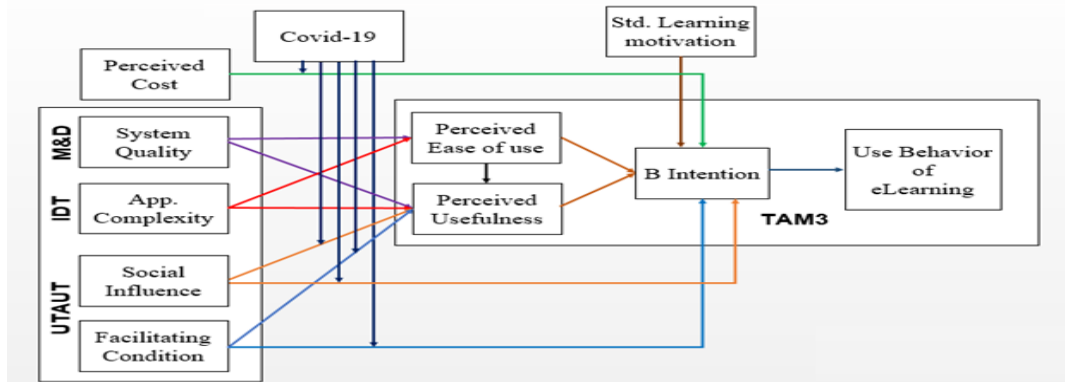 Covid-19
Std. Learning
motivation
Perceived
Cost
M&D
System
Quality
Perceived
Ease of use
B Intention
Use Behavior
of
eLearning
IDT
App.
Complexity
Perceived
Usefulness
TAM3
UTAUT
Social
Influence
Facilitating
Condition